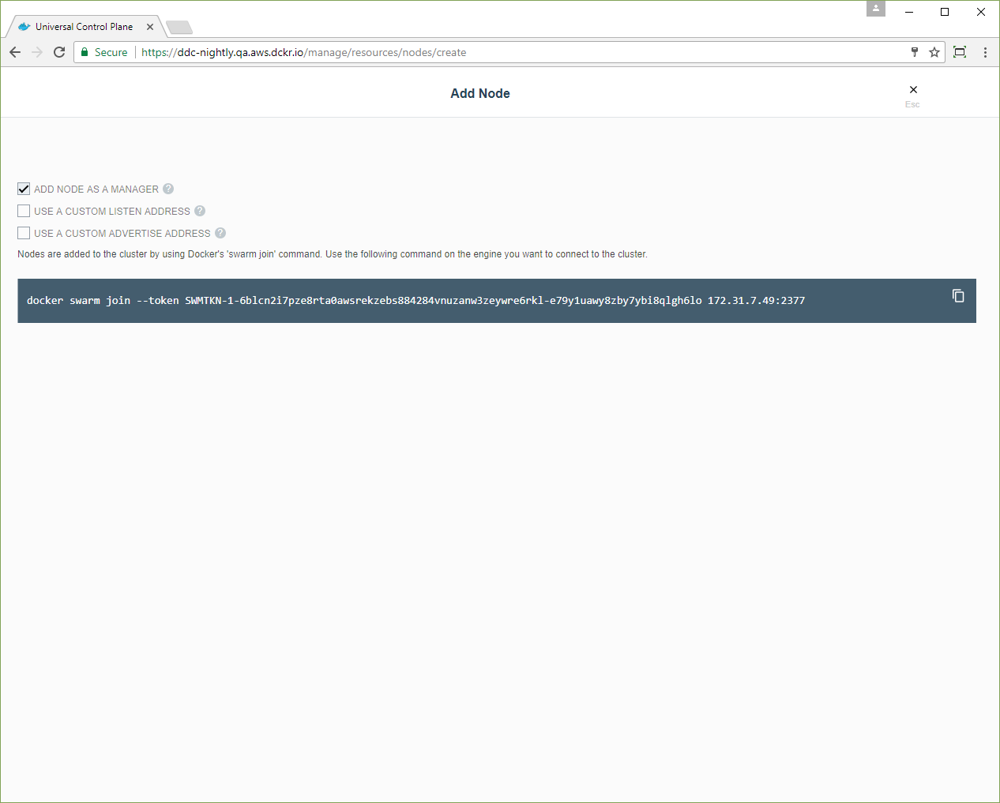 Universal Control Plane
Secure https://ddc-nightly.qa.aws.dckr.io/manage/resources/nodes/create
Add Node
Esc
ADD NODE AS A MANAGER ?
USE A CUSTOM LISTEN ADDRESS ?
USE A CUSTOM ADVERTISE ADDRESS ?
Nodes are added to the cluster by using Docker's 'swarm join' command. Use the following command on the engine you want to connect to the cluster.
docker swarm join --token SWMTKN-1-6blcn2i7pze8rta0awsrekzebs884284vnuzanw3zeywre6rkl-e79y1uawy8zby7ybi8qlgh6lo 172.31.7.49:2377